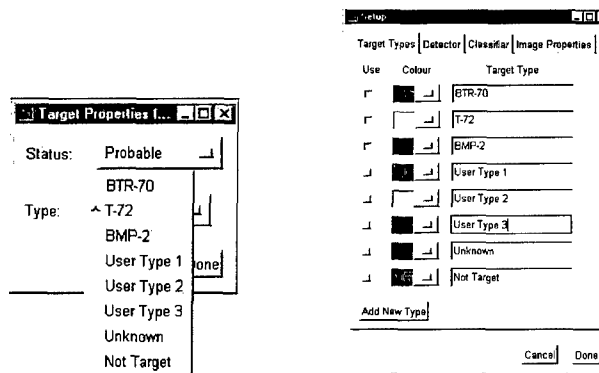 Target Properties f...
Status: Probable
Type:
BTR-70
T-72
BMP-2
User Type 1
User Type 2
User Type 3
Unknown
Not Target
one
Setup
Target Types Detector Classifier Image Properties
Use Colour Target Type
BTR-70
T-72
BMP-2
User Type 1
User Type 2
User Type 3
Unknown
Not Target
Add New Type
Cancel Done